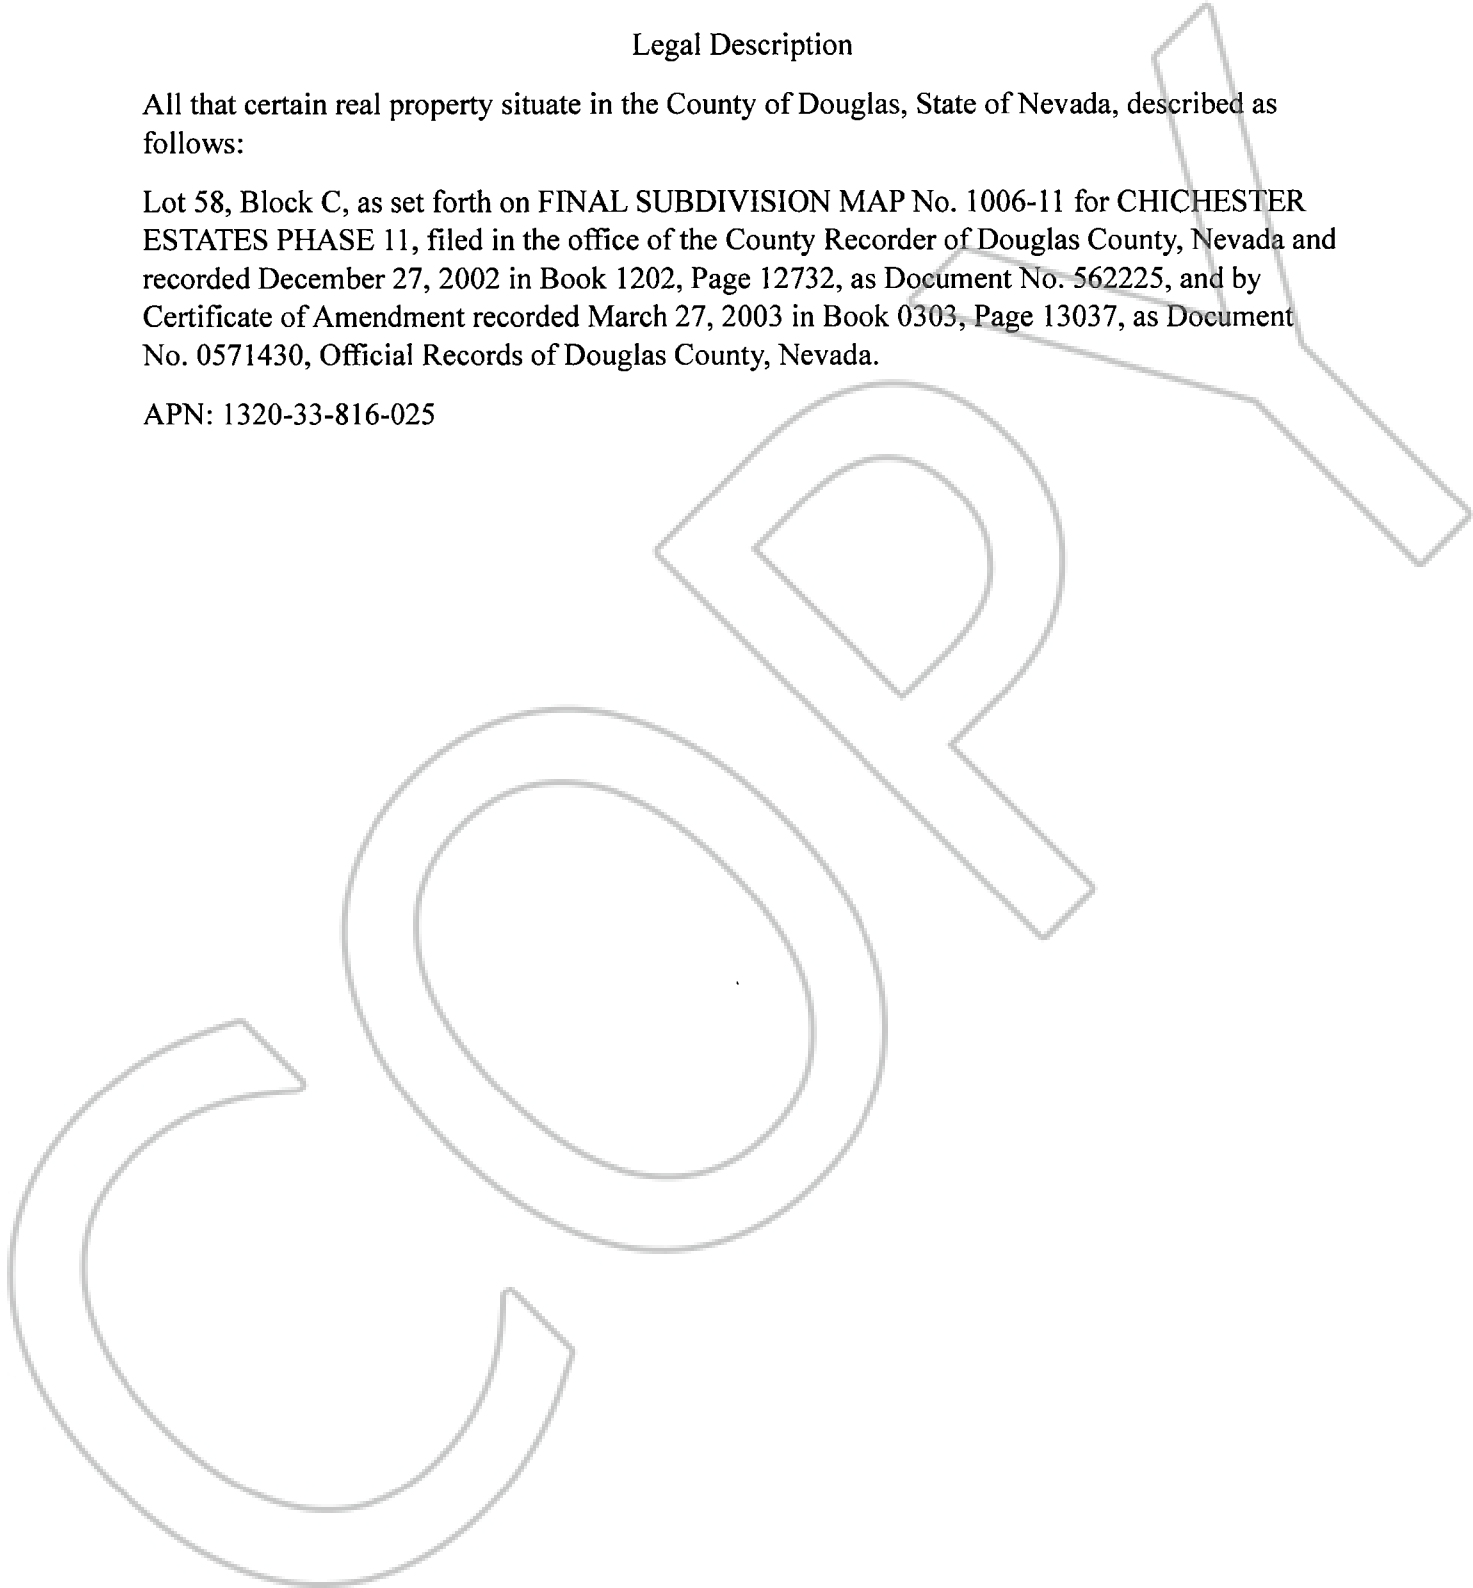 Legal Description
All that certain real property situate in the County of Douglas, State of Nevada, described as
follows:
Lot 58, Block C, as set forth on FINAL SUBDIVISION MAP No. 1006-11 for CHICHESTER
ESTATES PHASE 11, filed in the office of the County Recorder of Douglas County, Nevada and
recorded December 27, 2002 in Book 1202, Page 12732, as Document No. 562225, and by
Certificate of Amendment recorded March 27, 2003 in Book 0303, Page 13037, as Document
No. 0571430, Official Records of Douglas County, Nevada.
APN: 1320-33-816-025
COPY